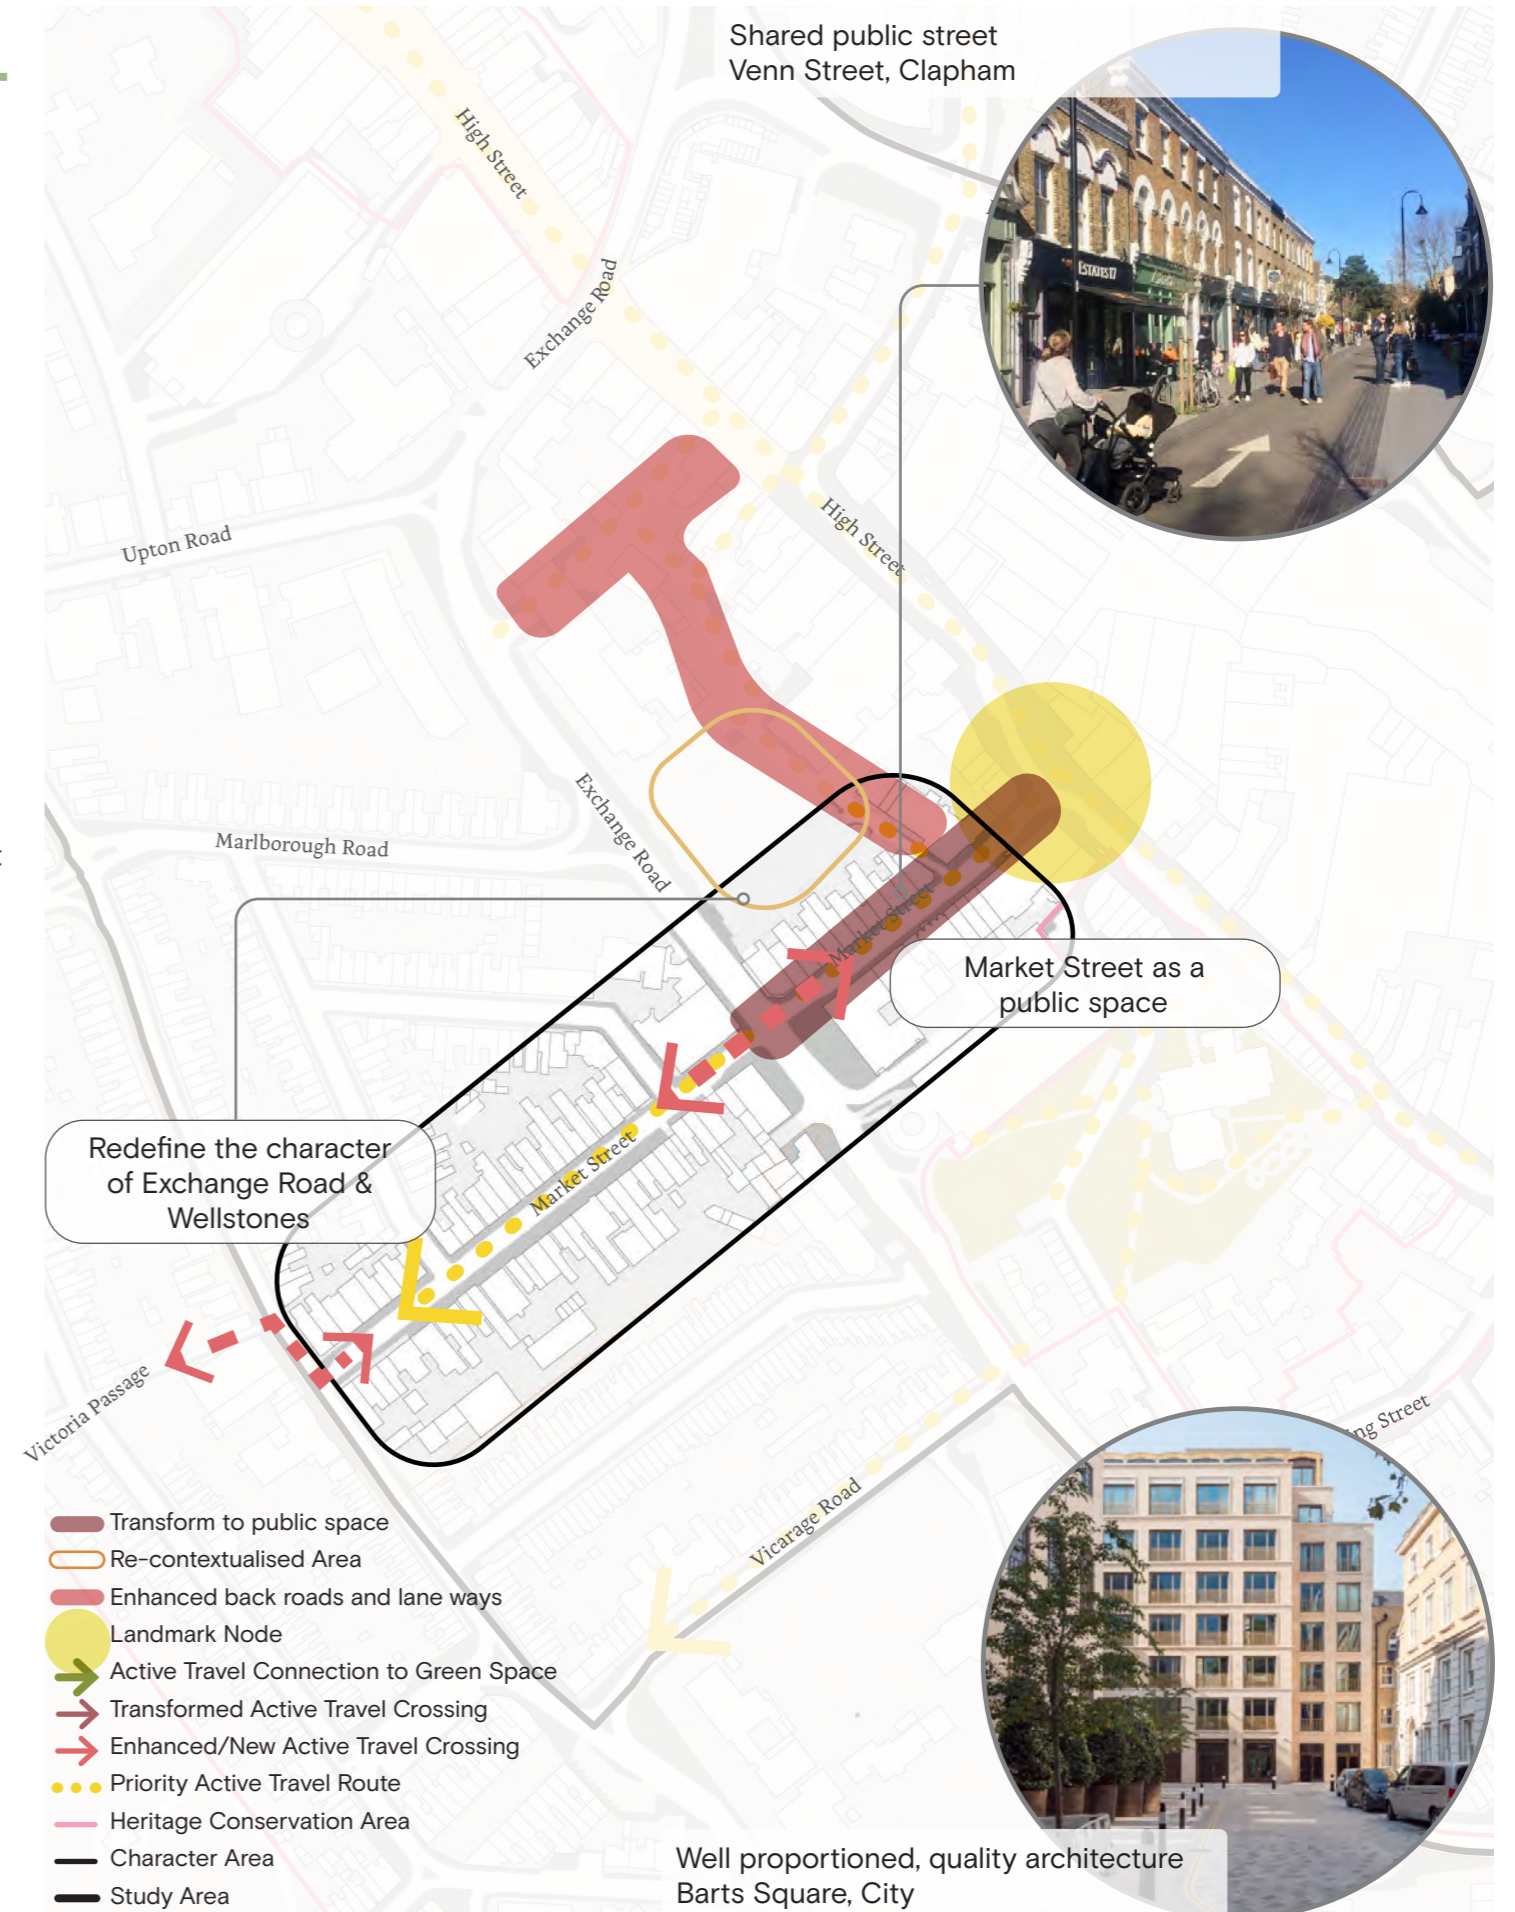 Shared public street
Venn Street, Clapham
High Street
Exchange Road
ESTATES 17
High Street
Upton Road
Exchange Road
Marlborough Road
Market Street
Market Street as a
public space
Redefine the character
of Exchange Road &
Wellstones
Market Street
Victoria Passage
ng Street
Vicarage Road
Transform to public space
Re-contextualised Area
Enhanced back roads and lane ways
Landmark Node
Active Travel Connection to Green Space
Transformed Active Travel Crossing
Enhanced/New Active Travel Crossing
Priority Active Travel Route
Heritage Conservation Area
Character Area
Study Area
Well proportioned, quality architecture
Barts Square, City